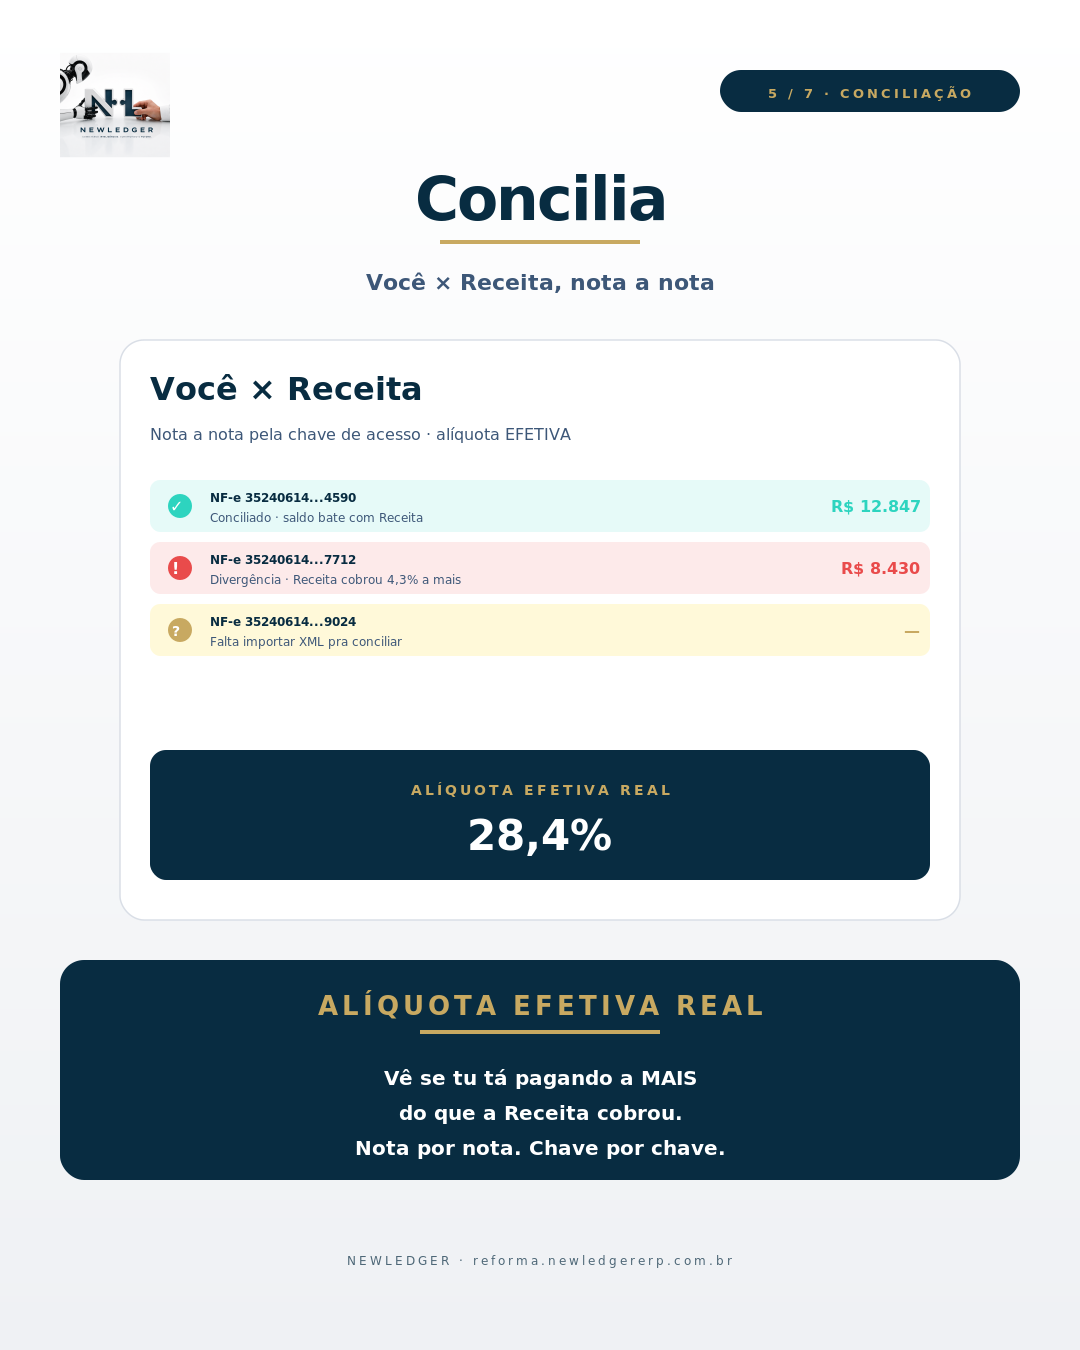 NHL
NEWLEDGER
5 / 7 · CONCILIAÇÃO
Concilia
Você × Receita, nota a nota
Você × Receita
Nota a nota pela chave de acesso · alíquota EFETIVA
✓ NF-e 35240614...4590
Conciliado · saldo bate com Receita
R$ 12.847
! NF-e 35240614...7712
Divergência · Receita cobrou 4,3% a mais
R$ 8.430
? NF-e 35240614...9024
Falta importar XML pra conciliar
—
ALÍQUOTA EFETIVA REAL
28,4%
ALÍQUOTA EFETIVA REAL
Vê se tu tá pagando a MAIS
do que a Receita cobrou.
Nota por nota. Chave por chave.
NEWLEDGER · reforma.newledgererp.com.br